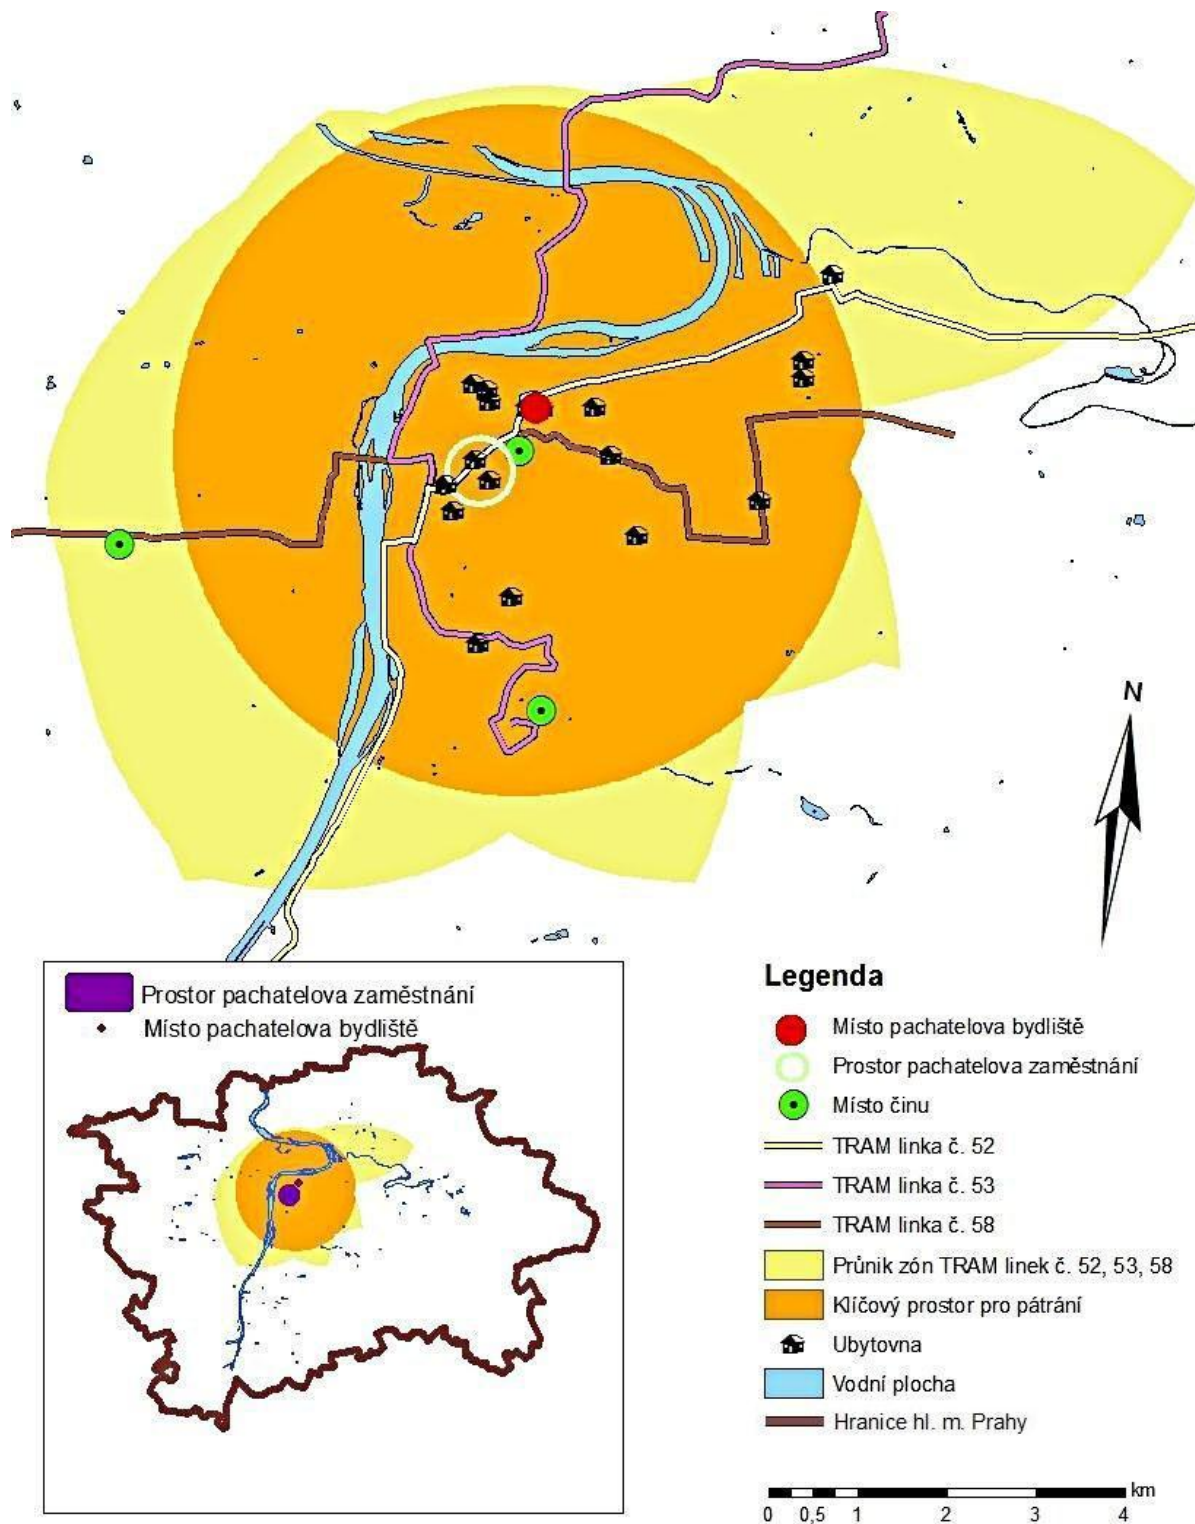 N
Prostor pachatelova zaměstnání
Místo pachatelova bydliště
Legenda
Místo pachatelova bydliště
Prostor pachatelova zaměstnání
Místo činu
TRAM linka č. 52
TRAM linka č. 53
TRAM linka č. 58
Průnik zón TRAM linek č. 52, 53, 58
Klíčový prostor pro pátrání
Ubytovna
Vodní plocha
Hranice hl. m. Prahy
km
0 0,5 1 2 3 4